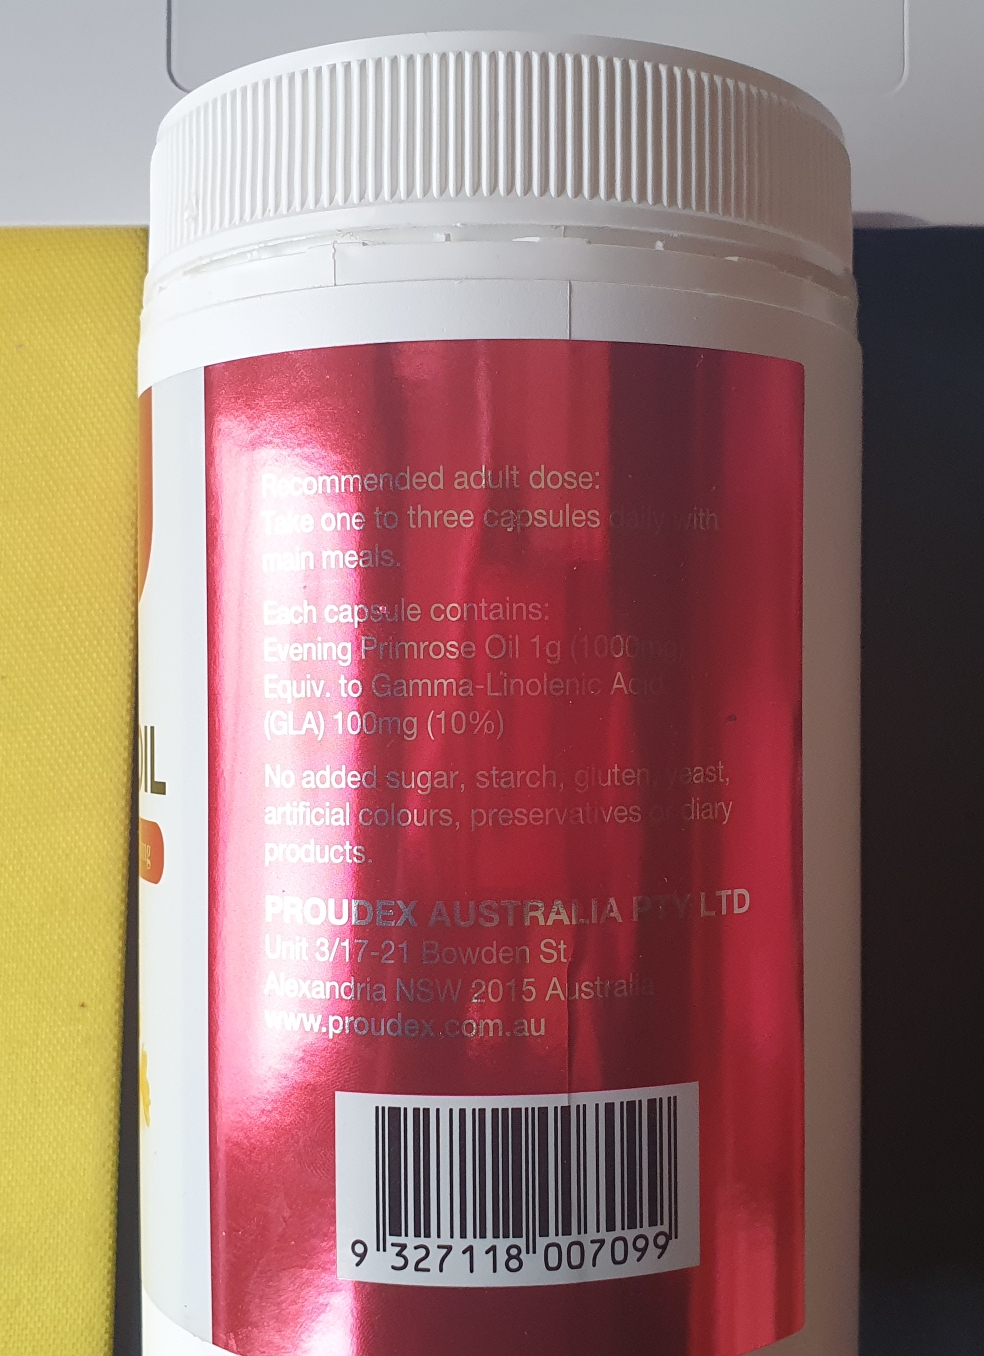 Recommended adult dose:
Take one to three capsules daily with
main meals.
Each capsule contains:
Evening Primrose Oil 1g (1000mg)
Equiv. to Gamma-Linolenic Acid
(GLA) 100mg (10%)
No added sugar, starch, gluten, yeast,
artificial colours, preservatives or diary
products.
PROUDEX AUSTRALIA PTY LTD
Unit 3/17-21 Bowden St
Alexandria NSW 2015 Australia
www.proudex.com.au
9 327118 007099
OIL
mg